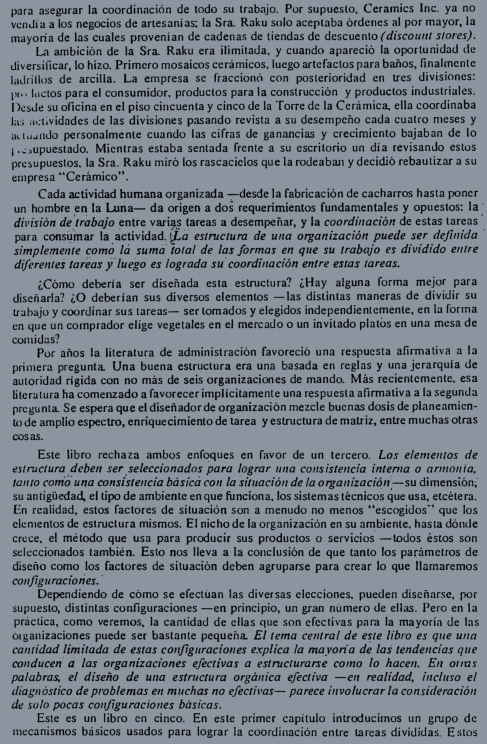 para asegurar la coordinación de todo su trabajo. Por supuesto, Ceramics Inc. ya no
vendía a los negocios de artesanías; la Sra. Raku solo aceptaba órdenes al por mayor, la
mayoría de las cuales provenían de cadenas de tiendas de descuento (discount stores).
La ambición de la Sra. Raku era ilimitada, y cuando apareció la oportunidad de
diversificar, lo hizo. Primero mosaicos cerámicos, luego artefactos para baños, finalmente
ladrillos de arcilla. La empresa se fraccionó con posterioridad en tres divisiones:
productos para el consumidor, productos para la construcción y productos industriales.
Desde su oficina en el piso cincuenta y cinco de la Torre de la Cerámica, ella coordinaba
las actividades de las divisiones pasando revista a su desempeño cada cuatro meses y
actuando personalmente cuando las cifras de ganancias y crecimiento bajaban de lo
presupuestado. Mientras estaba sentada frente a su escritorio un día revisando estos
presupuestos, la Sra. Raku miró los rascacielos que la rodeaban y decidió rebautizar a su
empresa "Cerámico".
Cada actividad humana organizada —desde la fabricación de cacharros hasta poner
un hombre en la Luna— da origen a dos requerimientos fundamentales y opuestos: la
división de trabajo entre varias tareas a desempeñar, y la coordinación de estas tareas
para consumar la actividad. La estructura de una organización puede ser definida
simplemente como la suma total de las formas en que su trabajo es dividido entre
diferentes tareas y luego es lograda su coordinación entre estas tareas.
¿Cómo debería ser diseñada esta estructura? ¿Hay alguna forma mejor para
diseñarla? ¿O deberían sus diversos elementos —las distintas maneras de dividir su
trabajo y coordinar sus tareas— ser tomados y elegidos independientemente, en la forma
en que un comprador elige vegetales en el mercado o un invitado platos en una mesa de
comidas?
Por años la literatura de administración favoreció una respuesta afirmativa a la
primera pregunta. Una buena estructura era una basada en reglas y una jerarquía de
autoridad rígida con no más de seis organizaciones de mando. Más recientemente, esa
literatura ha comenzado a favorecer implícitamente una respuesta afirmativa a la segunda
pregunta. Se espera que el diseñador de organización mezcle buenas dosis de planeamien-
to de amplio espectro, enriquecimiento de tarea y estructura de matriz, entre muchas otras
cosas.
Este libro rechaza ambos enfoques en favor de un tercero. Los elementos de
estructura deben ser seleccionados para lograr una consistencia interna o armonía,
tanto como una consistencia básica con la situación de la organización —su dimensión,
su antigüedad, el tipo de ambiente en que funciona, los sistemas técnicos que usa, etcétera.
En realidad, estos factores de situación son a menudo no menos "escogidos" que los
elementos de estructura mismos. El nicho de la organización en su ambiente, hasta dónde
crece, el método que usa para producir sus productos o servicios —todos éstos son
seleccionados también. Esto nos lleva a la conclusión de que tanto los parámetros de
diseño como los factores de situación deben agruparse para crear lo que llamaremos
configuraciones.
Dependiendo de cómo se efectúan las diversas elecciones, pueden diseñarse, por
supuesto, distintas configuraciones —en principio, un gran número de ellas. Pero en la
práctica, como veremos, la cantidad de ellas que son efectivas para la mayoría de las
organizaciones puede ser bastante pequeña. El tema central de este libro es que una
cantidad limitada de estas configuraciones explica la mayoría de las tendencias que
conducen a las organizaciones efectivas a estructurarse como lo hacen. En otras
palabras, el diseño de una estructura orgánica efectiva —en realidad, incluso el
diagnóstico de problemas en muchas no efectivas— parece involucrar la consideración
de solo pocas configuraciones básicas.
Este es un libro en cinco. En este primer capítulo introducimos un grupo de
mecanismos básicos usados para lograr la coordinación entre tareas divididas. Estos